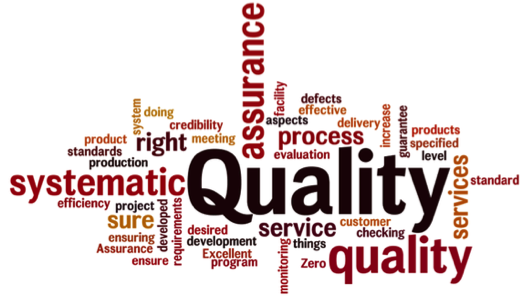 assurance
facility
defects
effective
system
doing
credibility
aspects
delivery
increase
guarantee
products
product
right
meeting
process
specified
standards
evaluation
level
production
systematic
Quality
services
standard
efficiency
project
developed
requirements
sure
service
customer
checking
ensuring
desired
Assurance
development
things
quality
ensure
Excellent
program
monitoring
Zero